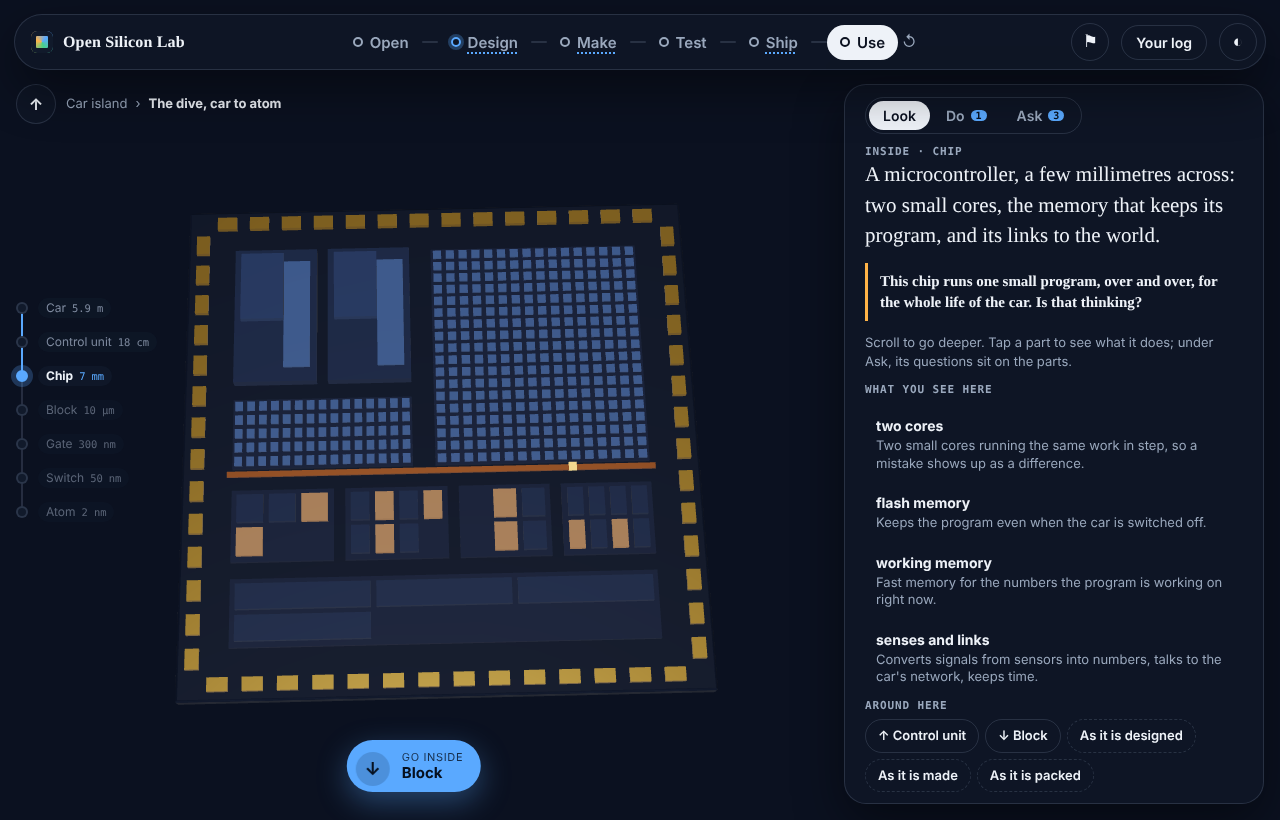 Open Silicon Lab
Open
Design
Make
Test
Ship
Use
Your log
Car island › The dive, car to atom
Car 5.9 m
Control unit 18 cm
Chip 7 mm
Block 10 µm
Gate 300 nm
Switch 50 nm
Atom 2 nm
GO INSIDE
Block
Look
Do 1
Ask 3
INSIDE · CHIP
A microcontroller, a few millimetres across:
two small cores, the memory that keeps its
program, and its links to the world.
This chip runs one small program, over and over, for
the whole life of the car. Is that thinking?
Scroll to go deeper. Tap a part to see what it does; under
Ask, its questions sit on the parts.
WHAT YOU SEE HERE
two cores
Two small cores running the same work in step, so a
mistake shows up as a difference.
flash memory
Keeps the program even when the car is switched off.
working memory
Fast memory for the numbers the program is working on
right now.
senses and links
Converts signals from sensors into numbers, talks to the
car's network, keeps time.
AROUND HERE
↑ Control unit
↓ Block
As it is designed
As it is made
As it is packed